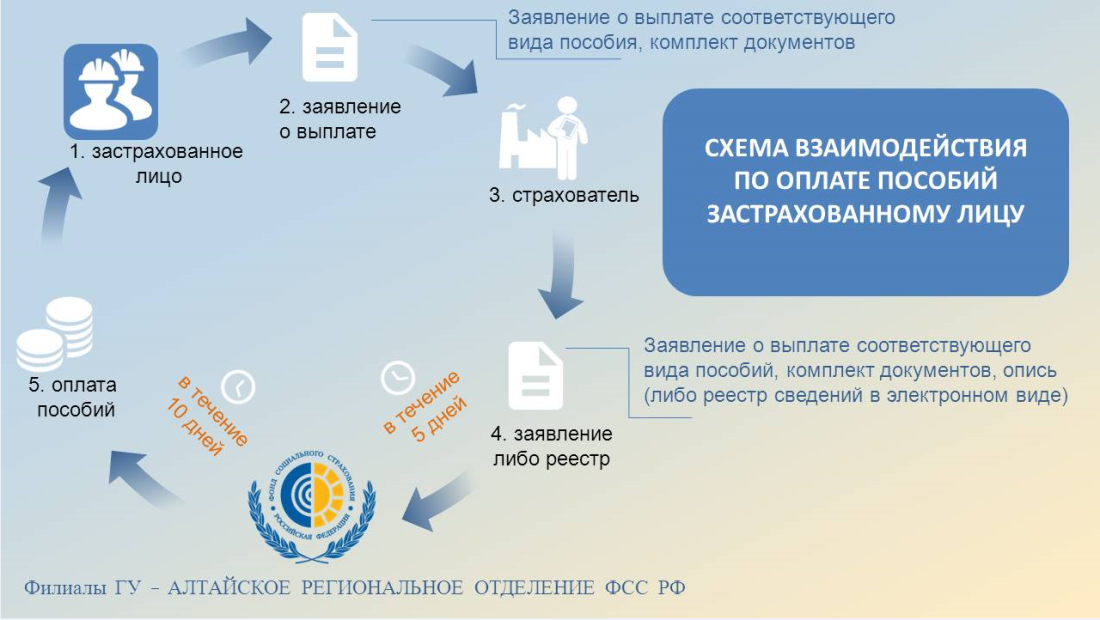 Заявление о выплате соответствующего
вида пособия, комплект документов
1. застрахованное
лицо
2. заявление
о выплате
3. страхователь
СХЕМА ВЗАИМОДЕЙСТВИЯ
ПО ОПЛАТЕ ПОСОБИЙ
ЗАСТРАХОВАННОМУ ЛИЦУ
Заявление о выплате соответствующего
вида пособий, комплект документов, опись
(либо реестр сведений в электронном виде)
4. заявление
либо реестр
в течение
5 дней
ФОНД СОЦИАЛЬНОГО СТРАХОВАНИЯ
РОССИЙСКАЯ ФЕДЕРАЦИЯ
в течение
10 дней
5. оплата
пособий
Филиалы ГУ – АЛТАЙСКОЕ РЕГИОНАЛЬНОЕ ОТДЕЛЕНИЕ ФСС РФ